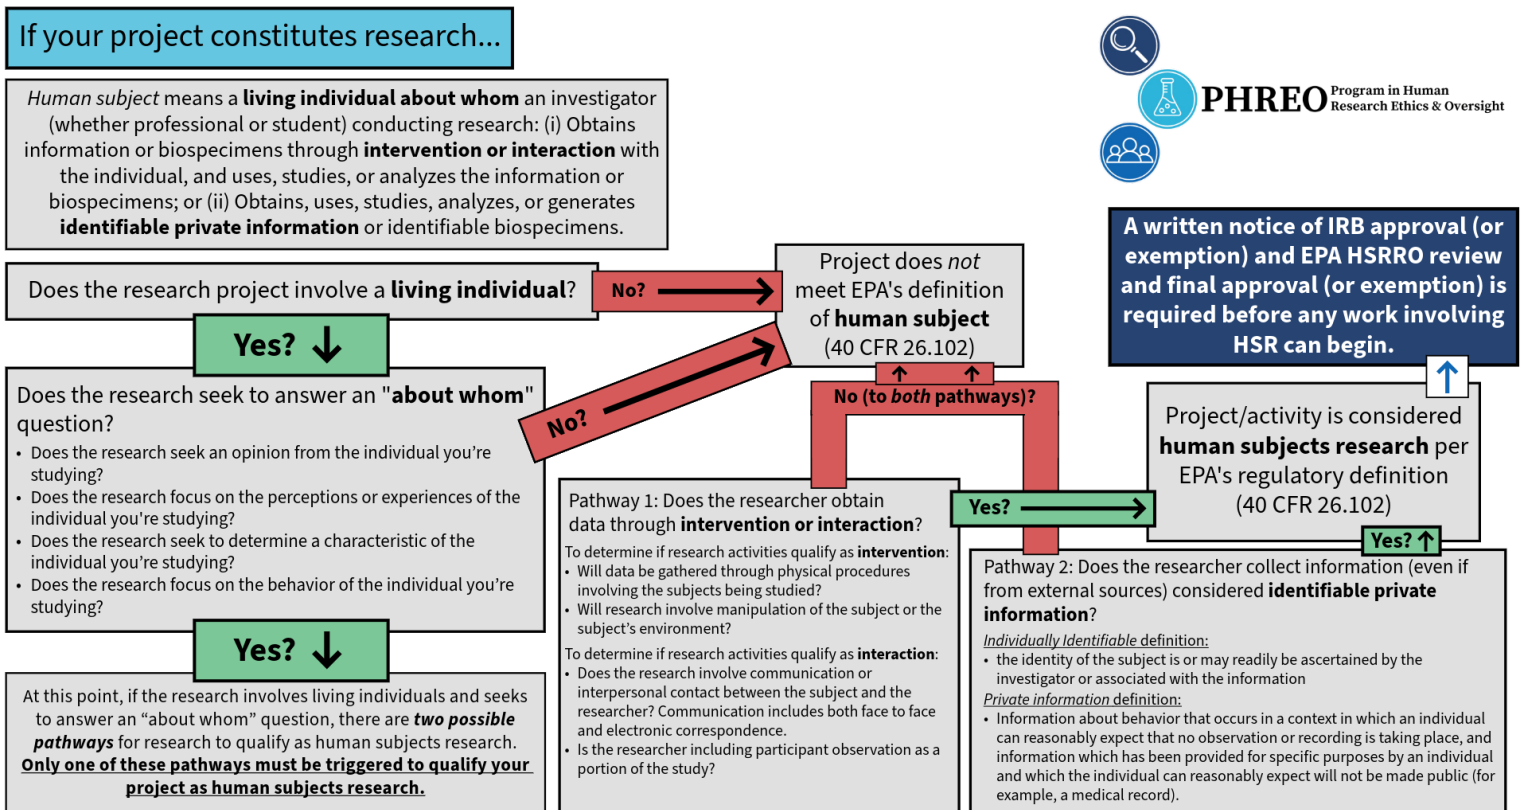 If your project constitutes research...
PHREO Program in Human
Research Ethics & Oversight
Human subject means a living individual about whom an investigator
(whether professional or student) conducting research: (i) Obtains
information or biospecimens through intervention or interaction with
the individual, and uses, studies, or analyzes the information or
biospecimens; or (ii) Obtains, uses, studies, analyzes, or generates
identifiable private information or identifiable biospecimens.
Does the research project involve a living individual?
No?
Project does not
meet EPA's definition
of human subject
(40 CFR 26.102)
Yes?
Does the research seek to answer an "about whom"
question?
• Does the research seek an opinion from the individual you’re
studying?
• Does the research focus on the perceptions or experiences of the
individual you're studying?
• Does the research seek to determine a characteristic of the
individual you’re studying?
• Does the research focus on the behavior of the individual you’re
studying?
No?
Yes?
At this point, if the research involves living individuals and seeks
to answer an “about whom” question, there are two possible
pathways for research to qualify as human subjects research.
Only one of these pathways must be triggered to qualify your
project as human subjects research.
No (to both pathways)?
Pathway 1: Does the researcher obtain
data through intervention or interaction?
To determine if research activities qualify as intervention:
• Will data be gathered through physical procedures
involving the subjects being studied?
• Will research involve manipulation of the subject or the
subject’s environment?
To determine if research activities qualify as interaction:
• Does the research involve communication or
interpersonal contact between the subject and the
researcher? Communication includes both face to face
and electronic correspondence.
• Is the researcher including participant observation as a
portion of the study?
Yes?
Pathway 2: Does the researcher collect information (even if
from external sources) considered identifiable private
information?
Individually Identifiable definition:
• the identity of the subject is or may readily be ascertained by the
investigator or associated with the information
Private information definition:
• Information about behavior that occurs in a context in which an individual
can reasonably expect that no observation or recording is taking place, and
information which has been provided for specific purposes by an individual
and which the individual can reasonably expect will not be made public (for
example, a medical record).
Yes?
Project/activity is considered
human subjects research per
EPA's regulatory definition
(40 CFR 26.102)
A written notice of IRB approval (or
exemption) and EPA HSRRO review
and final approval (or exemption) is
required before any work involving
HSR can begin.